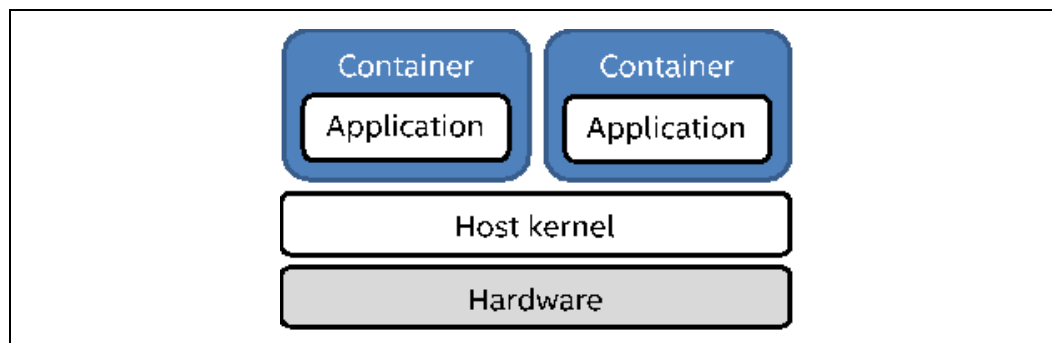 Container Container
Application Application
Host kernel
Hardware